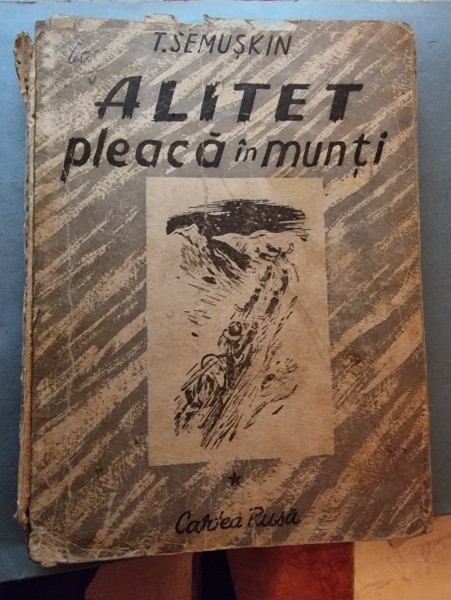 T. SEMUȘKIN
ALITET
pleacă în munți
Cartea Rusă